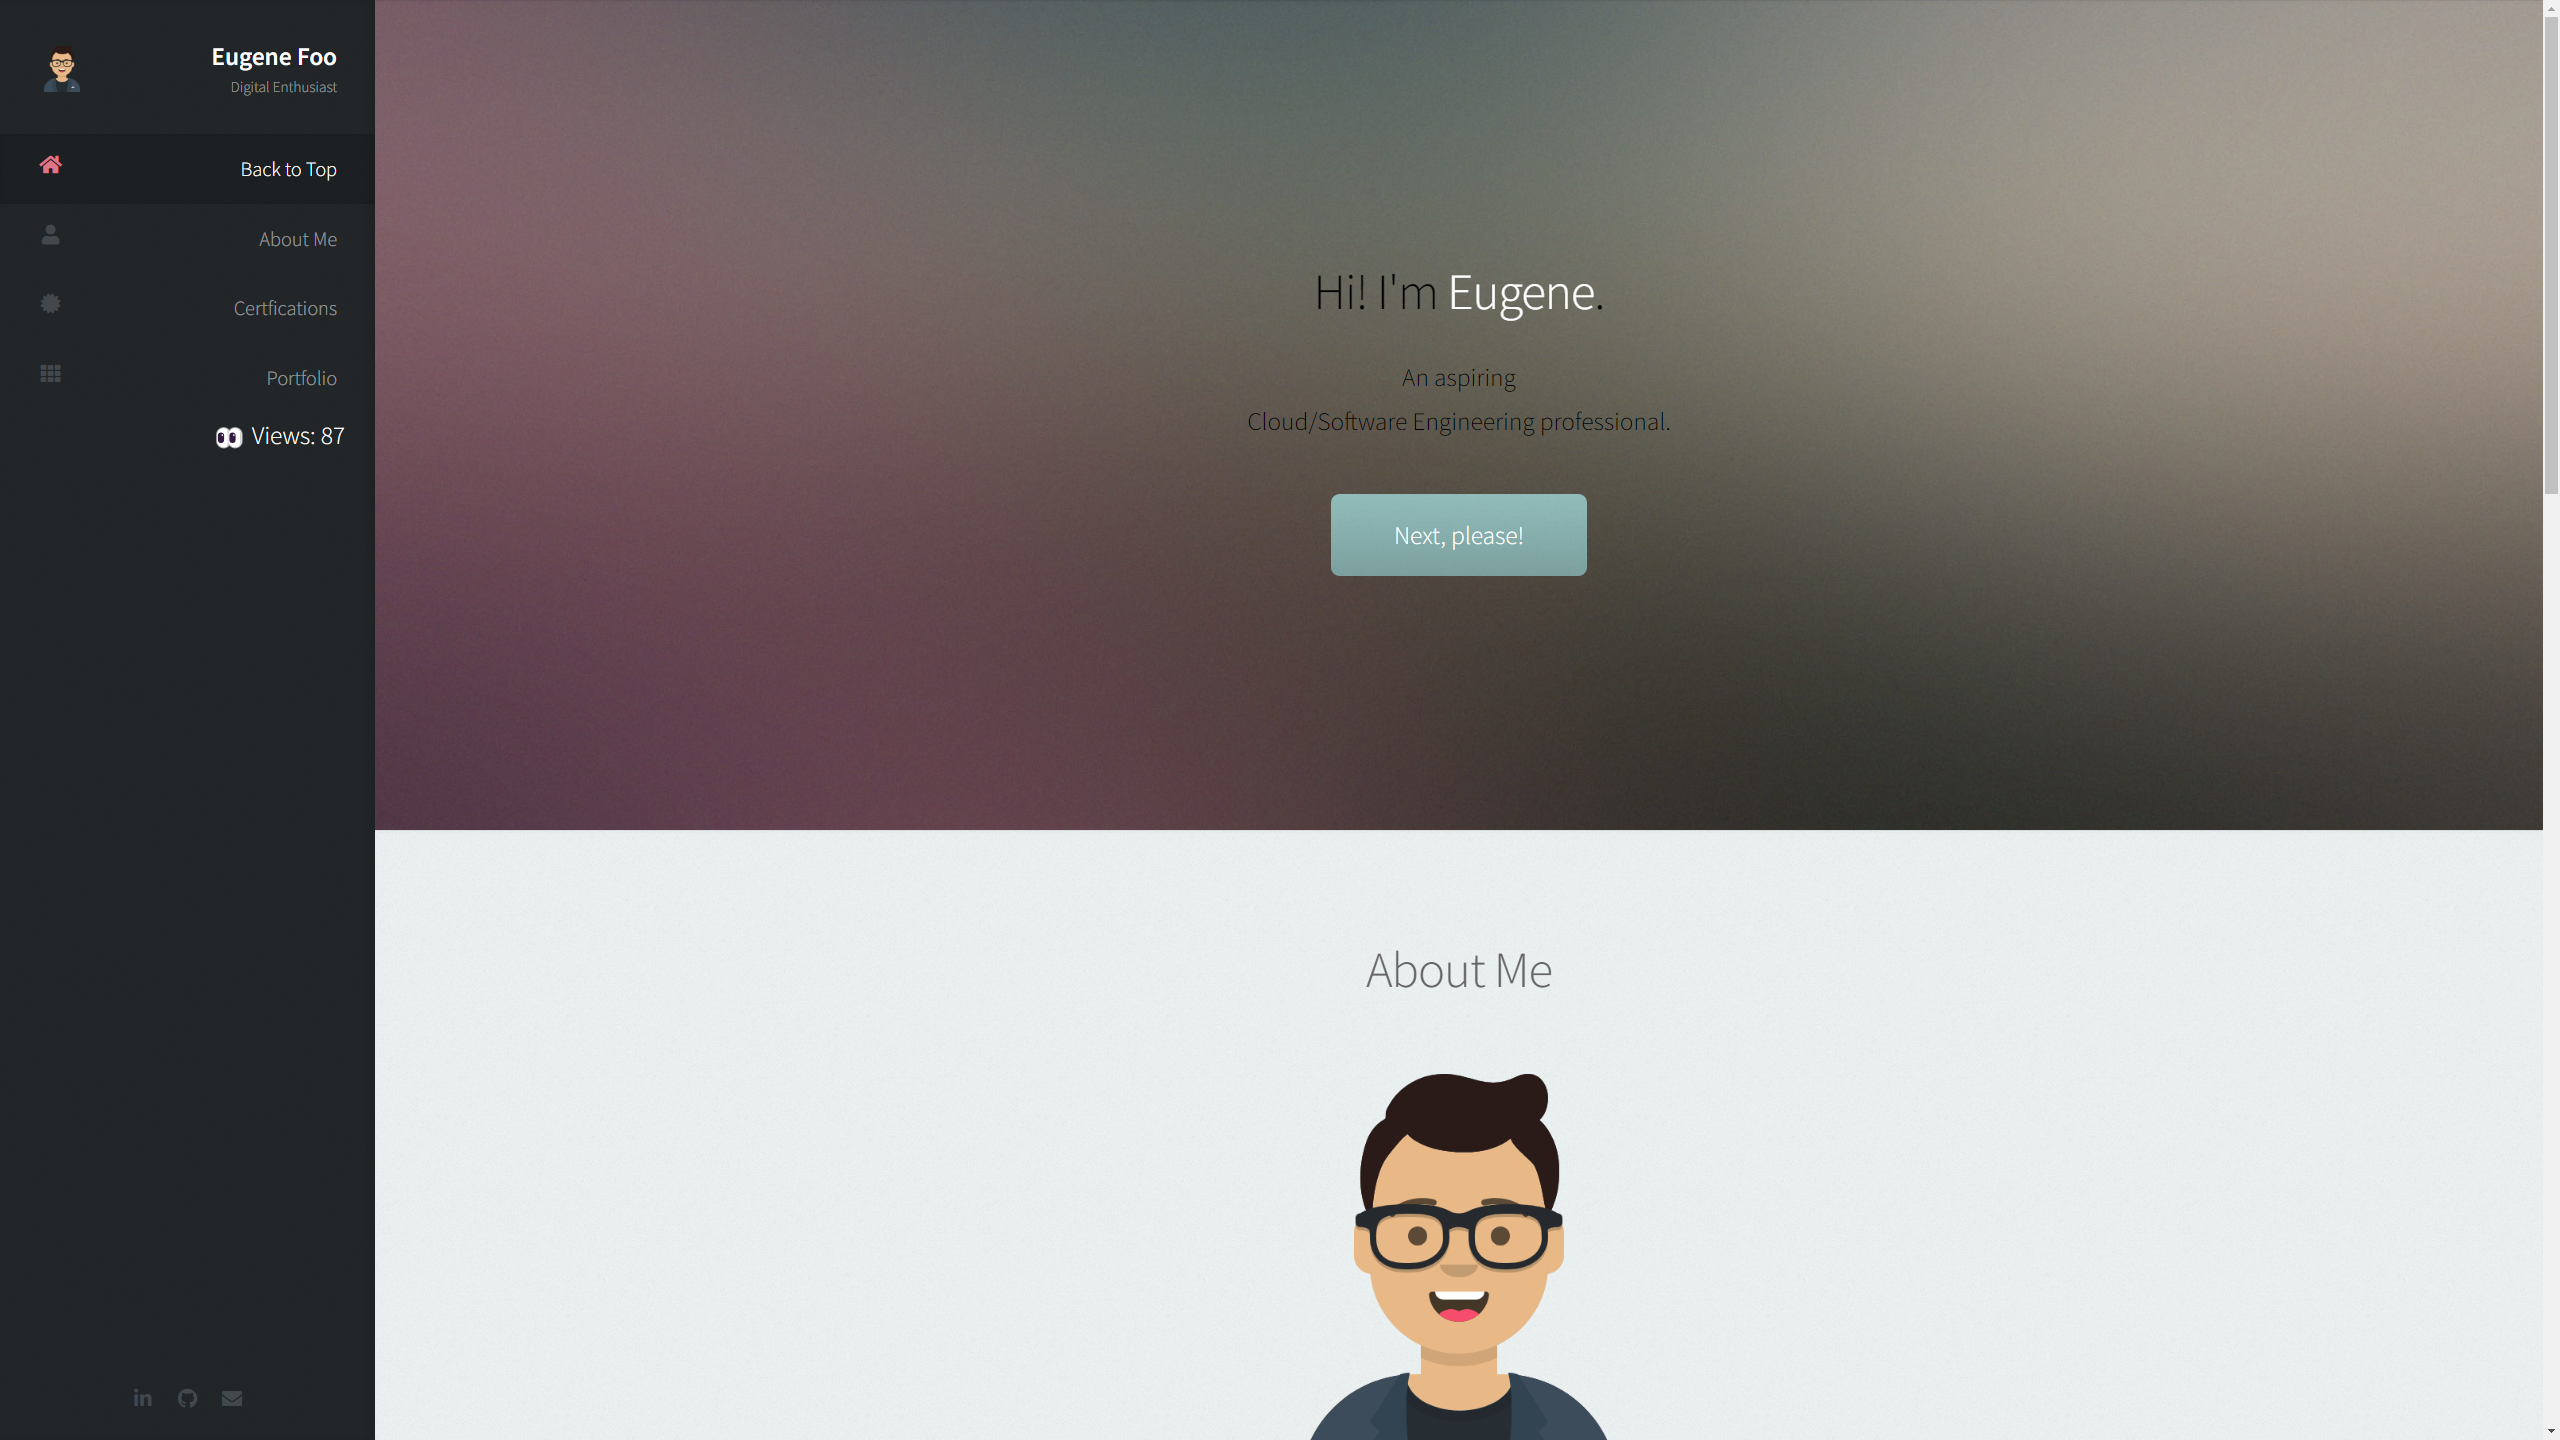 Eugene Foo
Digital Enthusiast
Back to Top
About Me
Certfications
Portfolio
👀 Views: 87
Hi! I'm Eugene.
An aspiring
Cloud/Software Engineering professional.
Next, please!
About Me